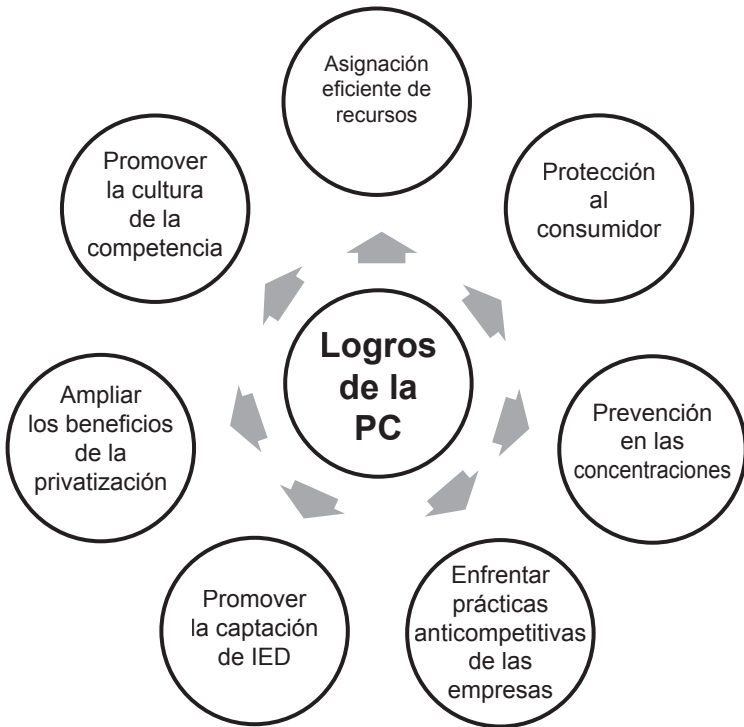 Asignación
eficiente de
recursos
Protección
al
consumidor
Prevención
en las
concentraciones
Enfrentar
prácticas
anticompetitivas
de las
empresas
Promover
la captación
de IED
Ampliar
los beneficios
de la
privatización
Promover
la cultura
de la
competencia
Logros
de la
PC